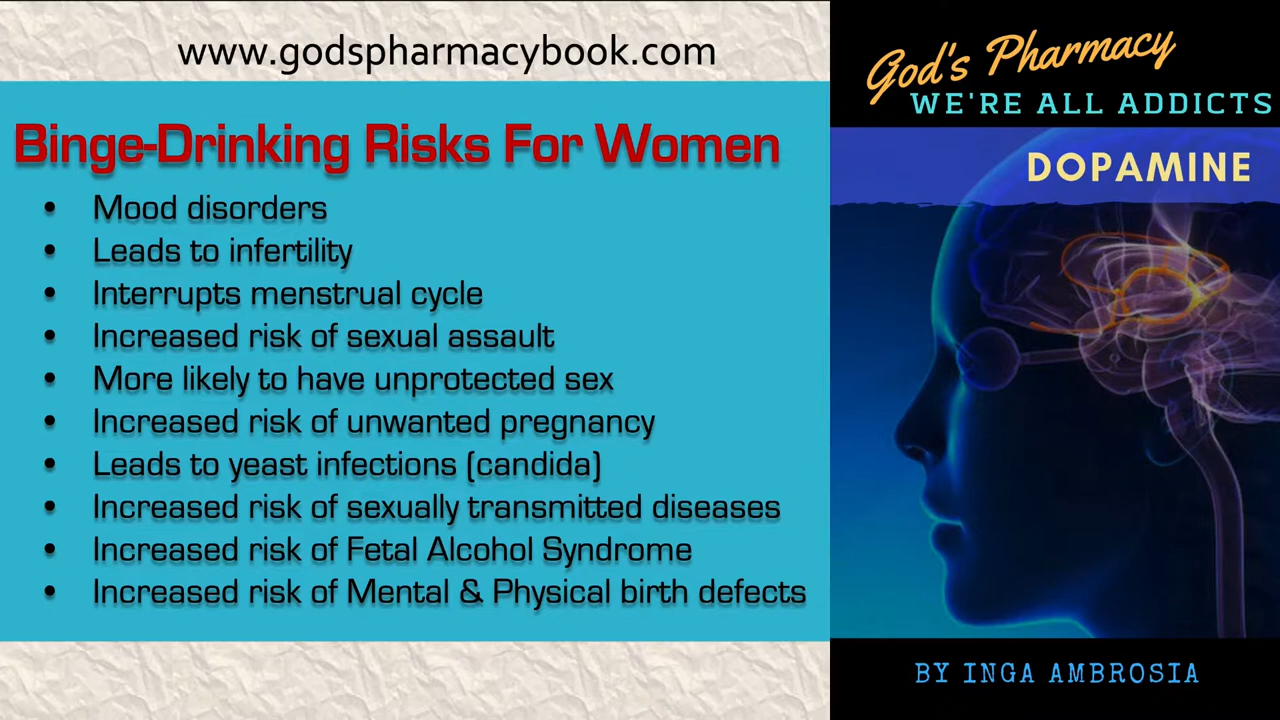 www.godspharmacybook.com
Binge-Drinking Risks For Women
• Mood disorders
• Leads to infertility
• Interrupts menstrual cycle
• Increased risk of sexual assault
• More likely to have unprotected sex
• Increased risk of unwanted pregnancy
• Leads to yeast infections (candida)
• Increased risk of sexually transmitted diseases
• Increased risk of Fetal Alcohol Syndrome
• Increased risk of Mental & Physical birth defects
God's Pharmacy
WE'RE ALL ADDICTS
DOPAMINE
BY INGA AMBROSIA